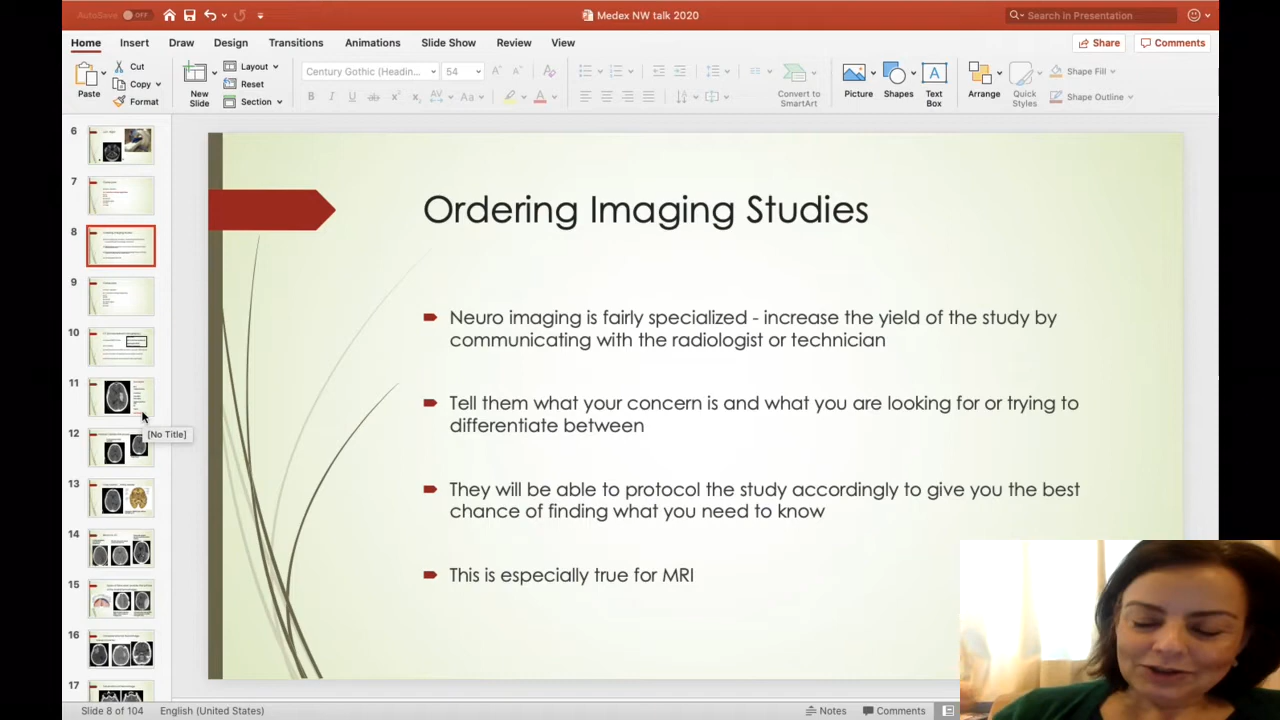 AutoSave OFF
Medex NW talk 2020
Search in Presentation
Home Insert Draw Design Transitions Animations Slide Show Review View
Share Comments
Paste
Cut
Copy
Format
New Slide
Layout
Reset
Section
Century Gothic (Headin... 54
Convert to SmartArt
Picture Shapes Text Box Arrange Quick Styles
Shape Fill
Shape Outline
6
7
8
9
10
11
[No Title]
12
13
14
15
16
17
Ordering Imaging Studies
Neuro imaging is fairly specialized - increase the yield of the study by
communicating with the radiologist or technician
Tell them what your concern is and what you are looking for or trying to
differentiate between
They will be able to protocol the study accordingly to give you the best
chance of finding what you need to know
This is especially true for MRI
Slide 8 of 104 English (United States) Notes Comments